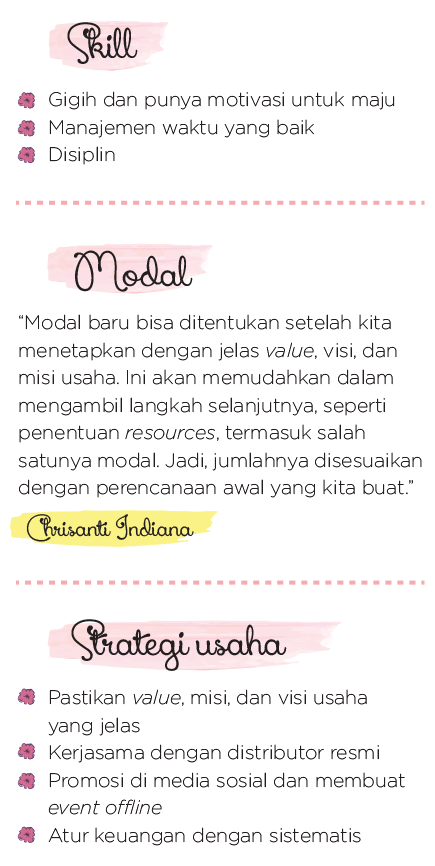 Skill
Gigih dan punya motivasi untuk maju
Manajemen waktu yang baik
Disiplin
Modal
“Modal baru bisa ditentukan setelah kita
menetapkan dengan jelas value, visi, dan
misi usaha. Ini akan memudahkan dalam
mengambil langkah selanjutnya, seperti
penentuan resources, termasuk salah
satunya modal. Jadi, jumlahnya disesuaikan
dengan perencanaan awal yang kita buat.”
Chrisanti Indiana
Strategi usaha
Pastikan value, misi, dan visi usaha
yang jelas
Kerjasama dengan distributor resmi
Promosi di media sosial dan membuat
event offline
Atur keuangan dengan sistematis